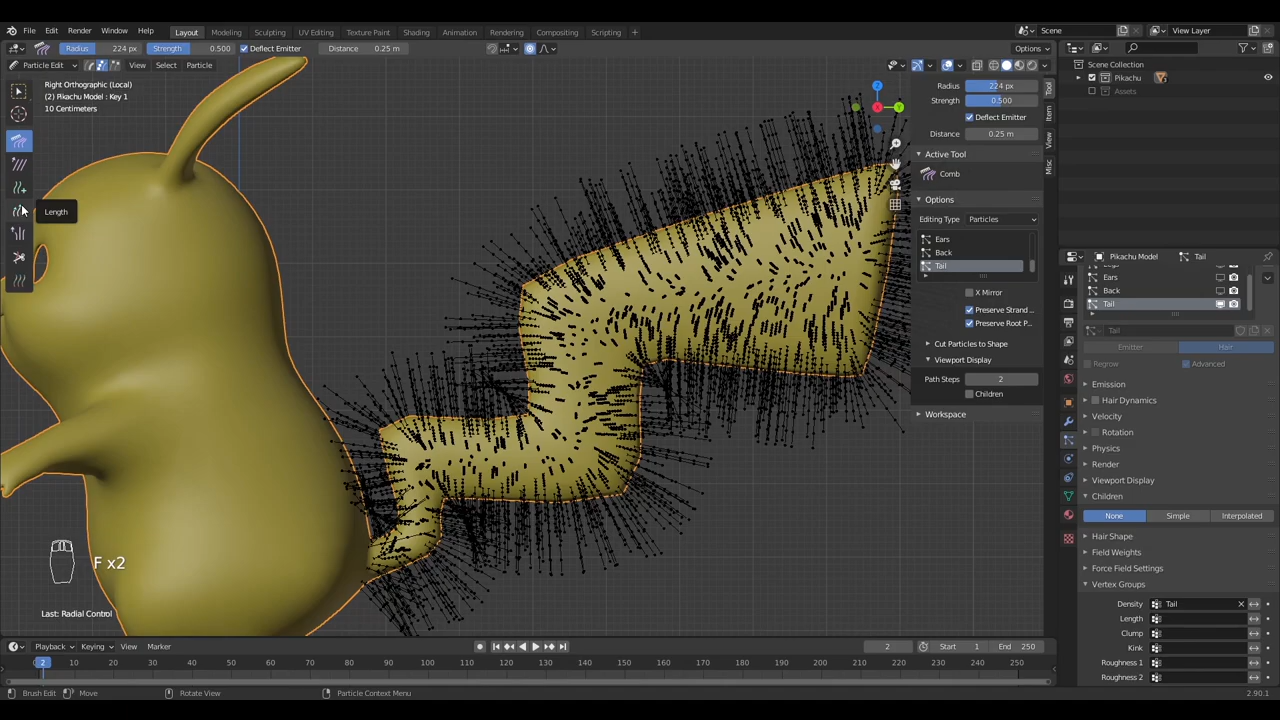 File Edit Render Window Help Layout Modeling Sculpting UV Editing Texture Paint Shading Animation Rendering Compositing Scripting + Scene View Layer
Radius 224 px Strength 0.500 Deflect Emitter Distance 0.25 m Options
Particle Edit View Select Particle
Right Orthographic (Local)
(2) Pikachu Model : Key 1
10 Centimeters
Length
F x2
Last: Radial Control
Radius 224 px
Strength 0.500
Deflect Emitter
Distance 0.25 m
Active Tool
Comb
Options
Editing Type Particles
Ears
Back
Tail
X Mirror
Preserve Strand ...
Preserve Root P...
Cut Particles to Shape
Viewport Display
Path Steps 2
Children
Workspace
Tool
Item
View
Misc
Scene Collection
Pikachu
Assets
Pikachu Model Tail
Ears
Back
Tail
Tail
Emitter Hair
Regrow Advanced
Emission
Hair Dynamics
Velocity
Rotation
Physics
Render
Viewport Display
Children
None Simple Interpolated
Hair Shape
Field Weights
Force Field Settings
Vertex Groups
Density Tail
Length
Clump
Kink
Roughness 1
Roughness 2
Playback Keying View Marker 2 Start 1 End 250
2 10 20 30 40 50 60 70 80 90 100 110 120 130 140 150 160 170 180 190 200 210 220 230 240 250
Brush Edit Move Rotate View Particle Context Menu 2.90.1